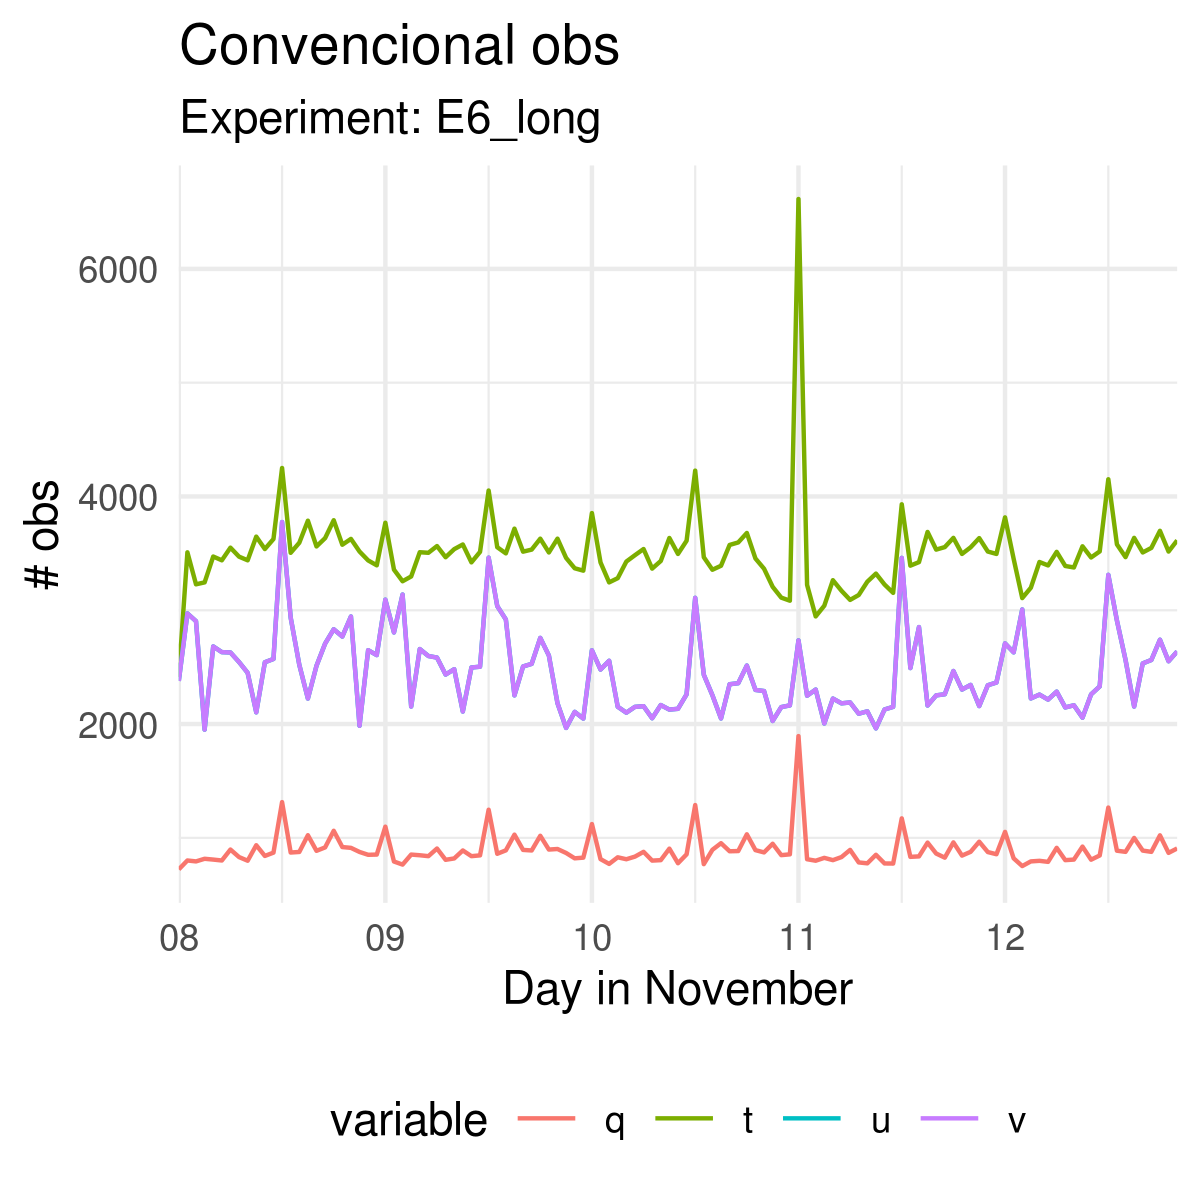 Convencional obs
Experiment: E6_long
# obs
6000
4000
2000
08 09 10 11 12
Day in November
variable q t u v